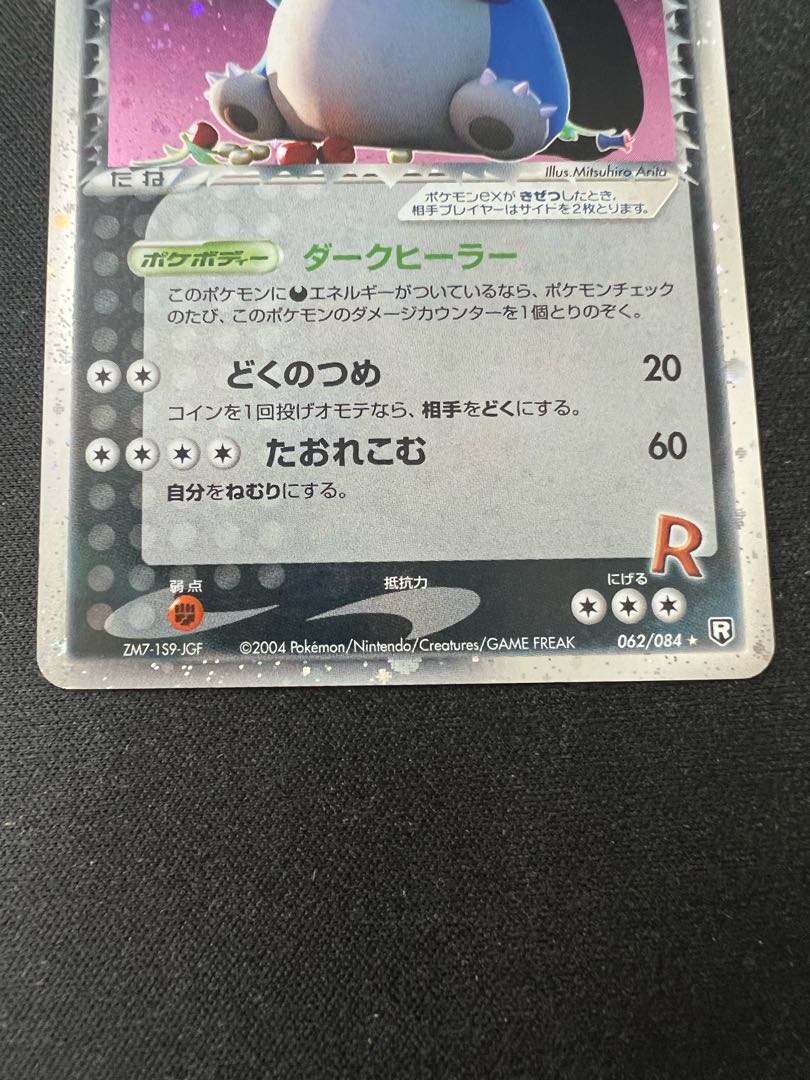 たね
Illus.Mitsuhiro Arita
ポケモンexが きぜつしたとき、
相手プレイヤーはサイドを2枚とります。
ポケボディー ダークヒーラー
このポケモンにエネルギーがついているなら、ポケモンチェック
のたび、このポケモンのダメージカウンターを1個とりのぞく。
どくのつめ 20
コインを1回投げオモテなら、相手をどくにする。
たおれこむ 60
自分をねむりにする。
R
弱点 抵抗力 にげる
ZM7-1S9-JGF ©2004 Pokémon/Nintendo/Creatures/GAME FREAK 062/084 ★ R